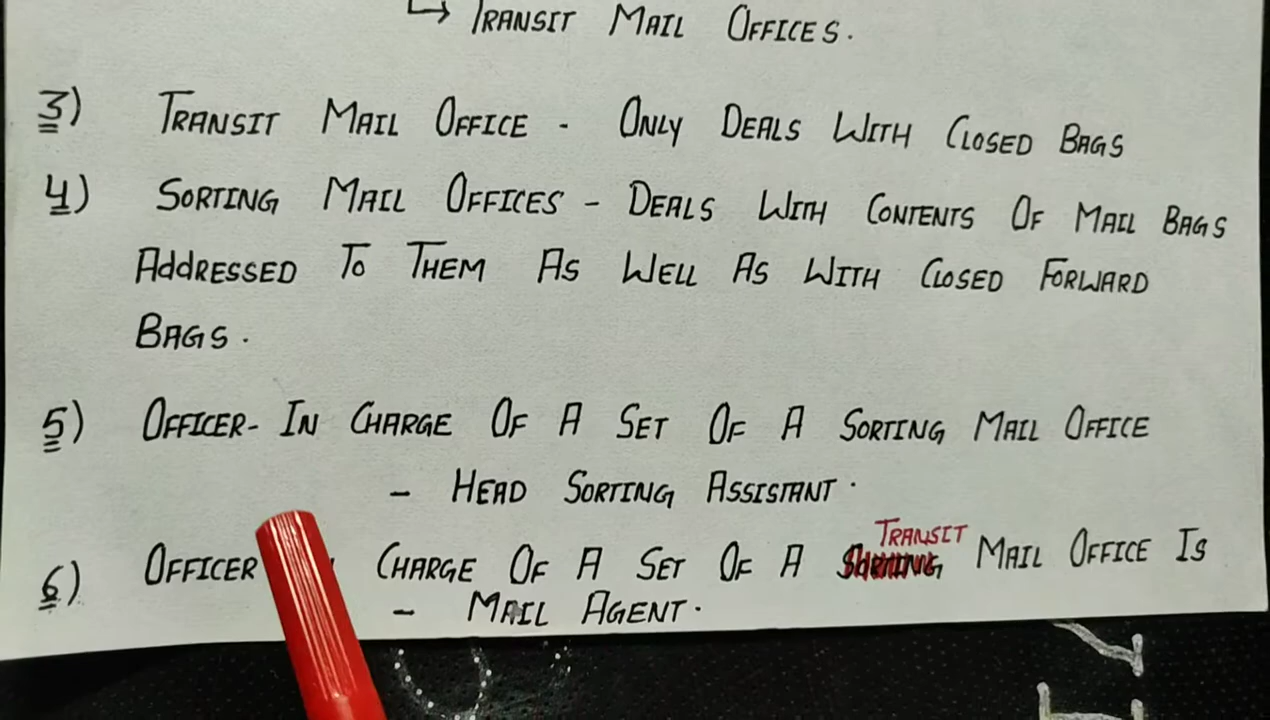 ↳ TRANSIT MAIL OFFICES.
3) TRANSIT MAIL OFFICE - ONLY DEALS WITH CLOSED BAGS
4) SORTING MAIL OFFICES - DEALS WITH CONTENTS OF MAIL BAGS
ADDRESSED TO THEM AS WELL AS WITH CLOSED FORWARD
BAGS.
5) OFFICER- IN CHARGE OF A SET OF A SORTING MAIL OFFICE
- HEAD SORTING ASSISTANT.
6) OFFICER CHARGE OF A SET OF A TRANSIT MAIL OFFICE IS
- MAIL AGENT.